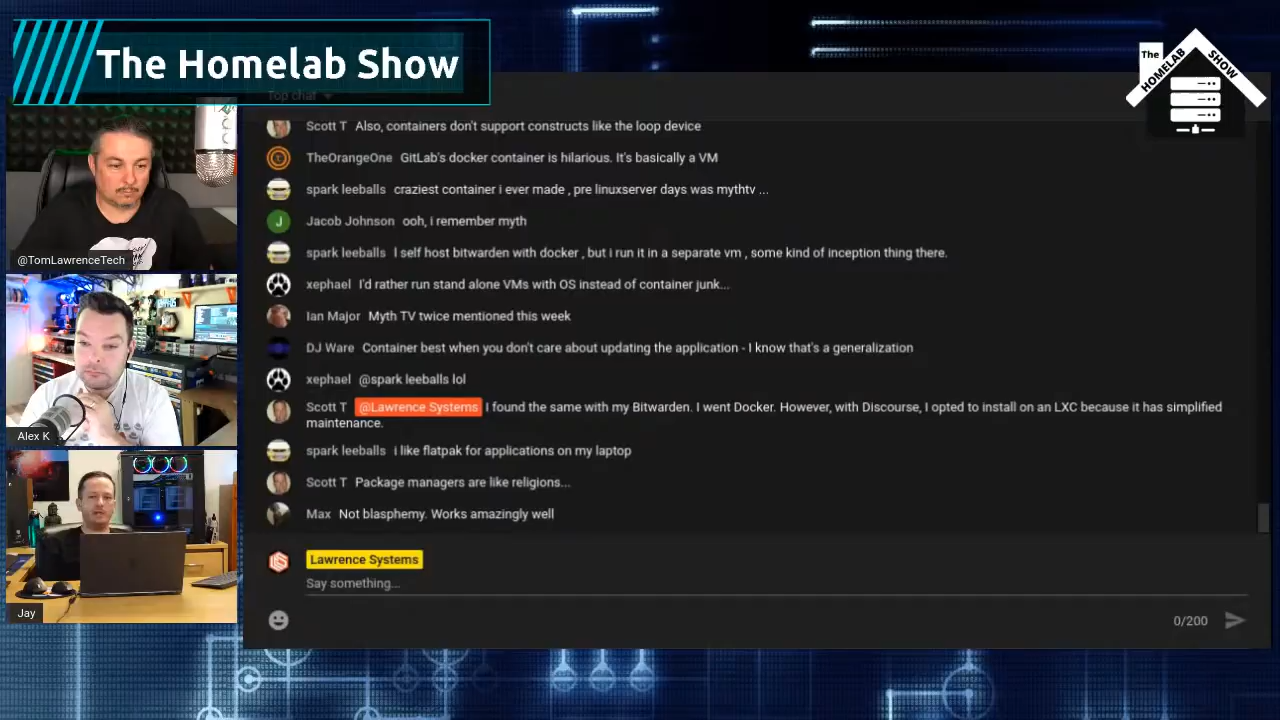 The Homelab Show
The
HOMELAB
SHOW
Top chat
Scott T Also, containers don't support constructs like the loop device
TheOrangeOne GitLab's docker container is hilarious. It's basically a VM
spark leeballs craziest container i ever made , pre linuxserver days was mythtv ...
J
Jacob Johnson ooh, i remember myth
spark leeballs I self host bitwarden with docker , but i run it in a separate vm , some kind of inception thing there.
xephael I'd rather run stand alone VMs with OS instead of container junk...
Ian Major Myth TV twice mentioned this week
DJ Ware Container best when you don't care about updating the application - I know that's a generalization
xephael @spark leeballs lol
Scott T @Lawrence Systems I found the same with my Bitwarden. I went Docker. However, with Discourse, I opted to install on an LXC because it has simplified
maintenance.
spark leeballs i like flatpak for applications on my laptop
Scott T Package managers are like religions...
Max Not blasphemy. Works amazingly well
Lawrence Systems
Say something...
0/200
@TomLawrenceTech
Alex K
Jay